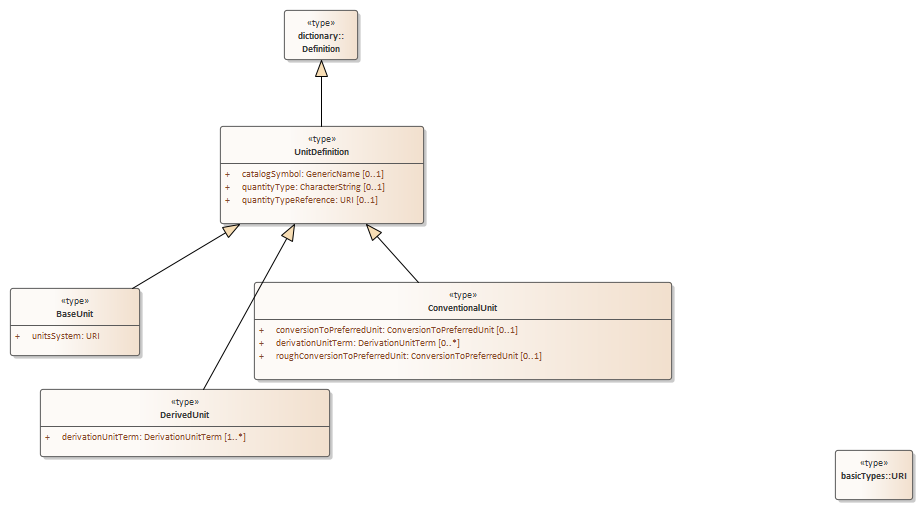 «type»
dictionary::
Definition
«type»
UnitDefinition
+ catalogSymbol: GenericName [0..1]
+ quantityType: CharacterString [0..1]
+ quantityTypeReference: URI [0..1]
«type»
BaseUnit
+ unitsSystem: URI
«type»
ConventionalUnit
+ conversionToPreferredUnit: ConversionToPreferredUnit [0..1]
+ derivationUnitTerm: DerivationUnitTerm [0..*]
+ roughConversionToPreferredUnit: ConversionToPreferredUnit [0..1]
«type»
DerivedUnit
+ derivationUnitTerm: DerivationUnitTerm [1..*]
«type»
basicTypes::URI